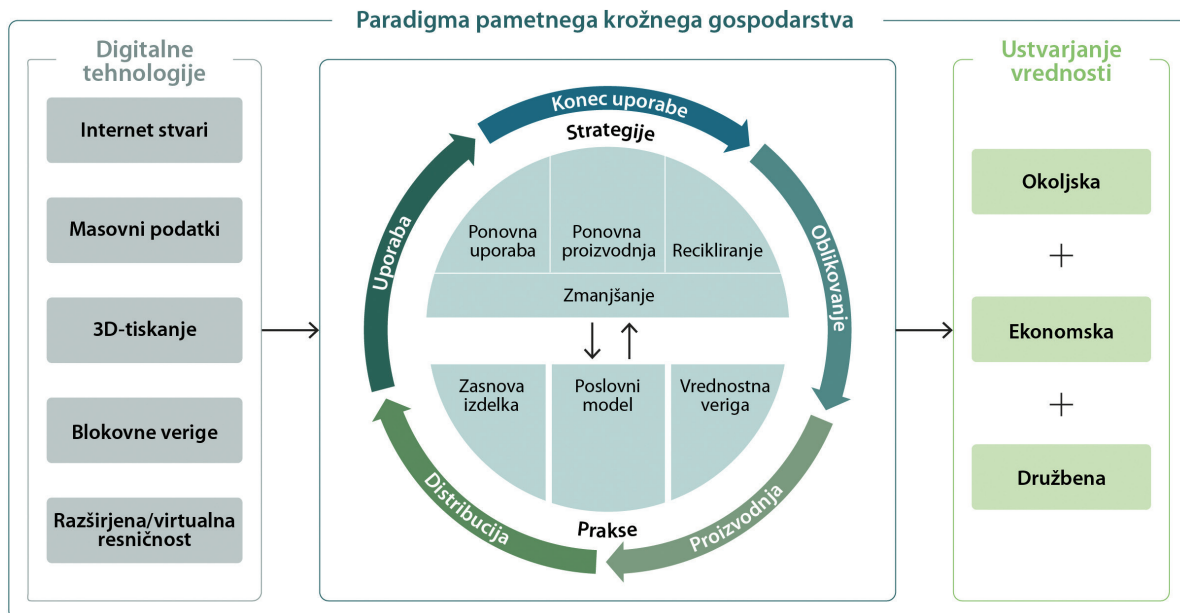 Paradigma pametnega krožnega gospodarstva
Digitalne
tehnologije
Internet stvari
Masovni podatki
3D-tiskanje
Blokovne verige
Razširjena/virtualna
resničnost
Konec uporabe
Oblikovanje
Proizvodnja
Distribucija
Uporaba
Strategije
Ponovna
uporaba
Ponovna
proizvodnja
Recikliranje
Zmanjšanje
Zasnova
izdelka
Poslovni
model
Vrednostna
veriga
Prakse
Ustvarjanje
vrednosti
Okoljska
+
Ekonomska
+
Družbena